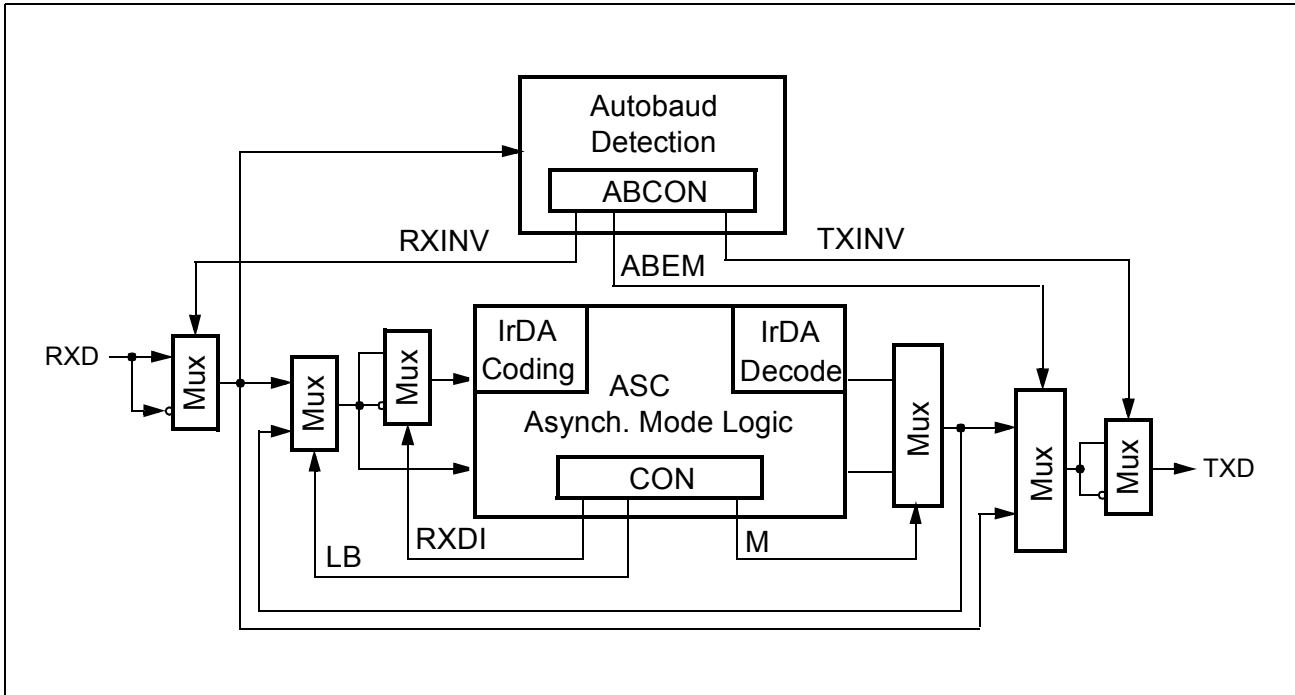 Autobaud
Detection
ABCON
RXINV
TXINV
ABEM
IrDA
Coding
IrDA
Decode
RXD
Mux
Mux
Mux
ASC
Asynch. Mode Logic
Mux
Mux
Mux
TXD
CON
RXDI
M
LB